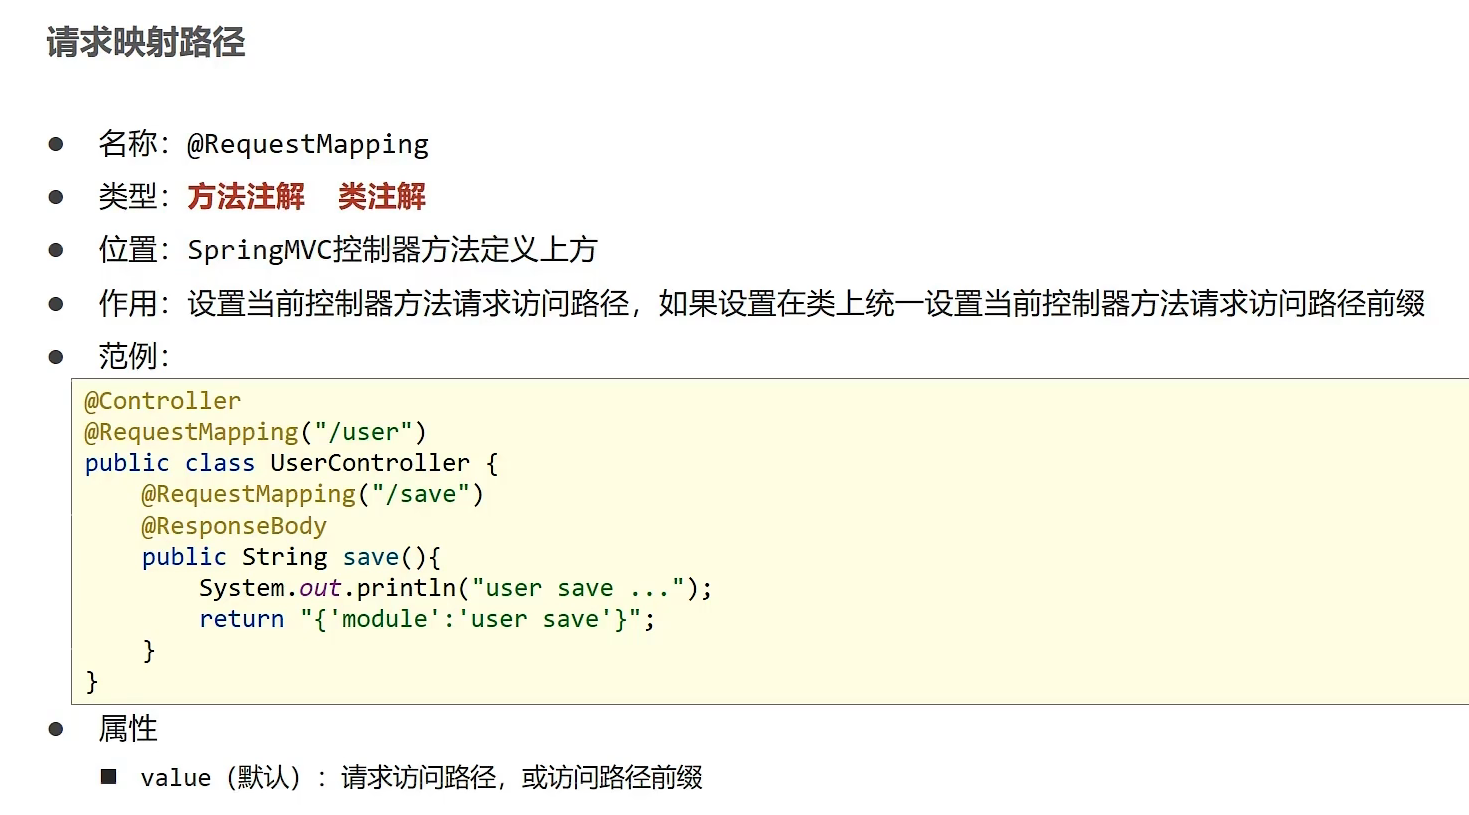 请求映射路径
名称：@RequestMapping
类型：方法注解 类注解
位置：SpringMVC控制器方法定义上方
作用：设置当前控制器方法请求访问路径，如果设置在类上统一设置当前控制器方法请求访问路径前缀
范例：
@Controller
@RequestMapping("/user")
public class UserController {
    @RequestMapping("/save")
    @ResponseBody
    public String save(){
        System.out.println("user save ...");
        return "{'module':'user save'}";
    }
}
属性
value（默认）：请求访问路径，或访问路径前缀